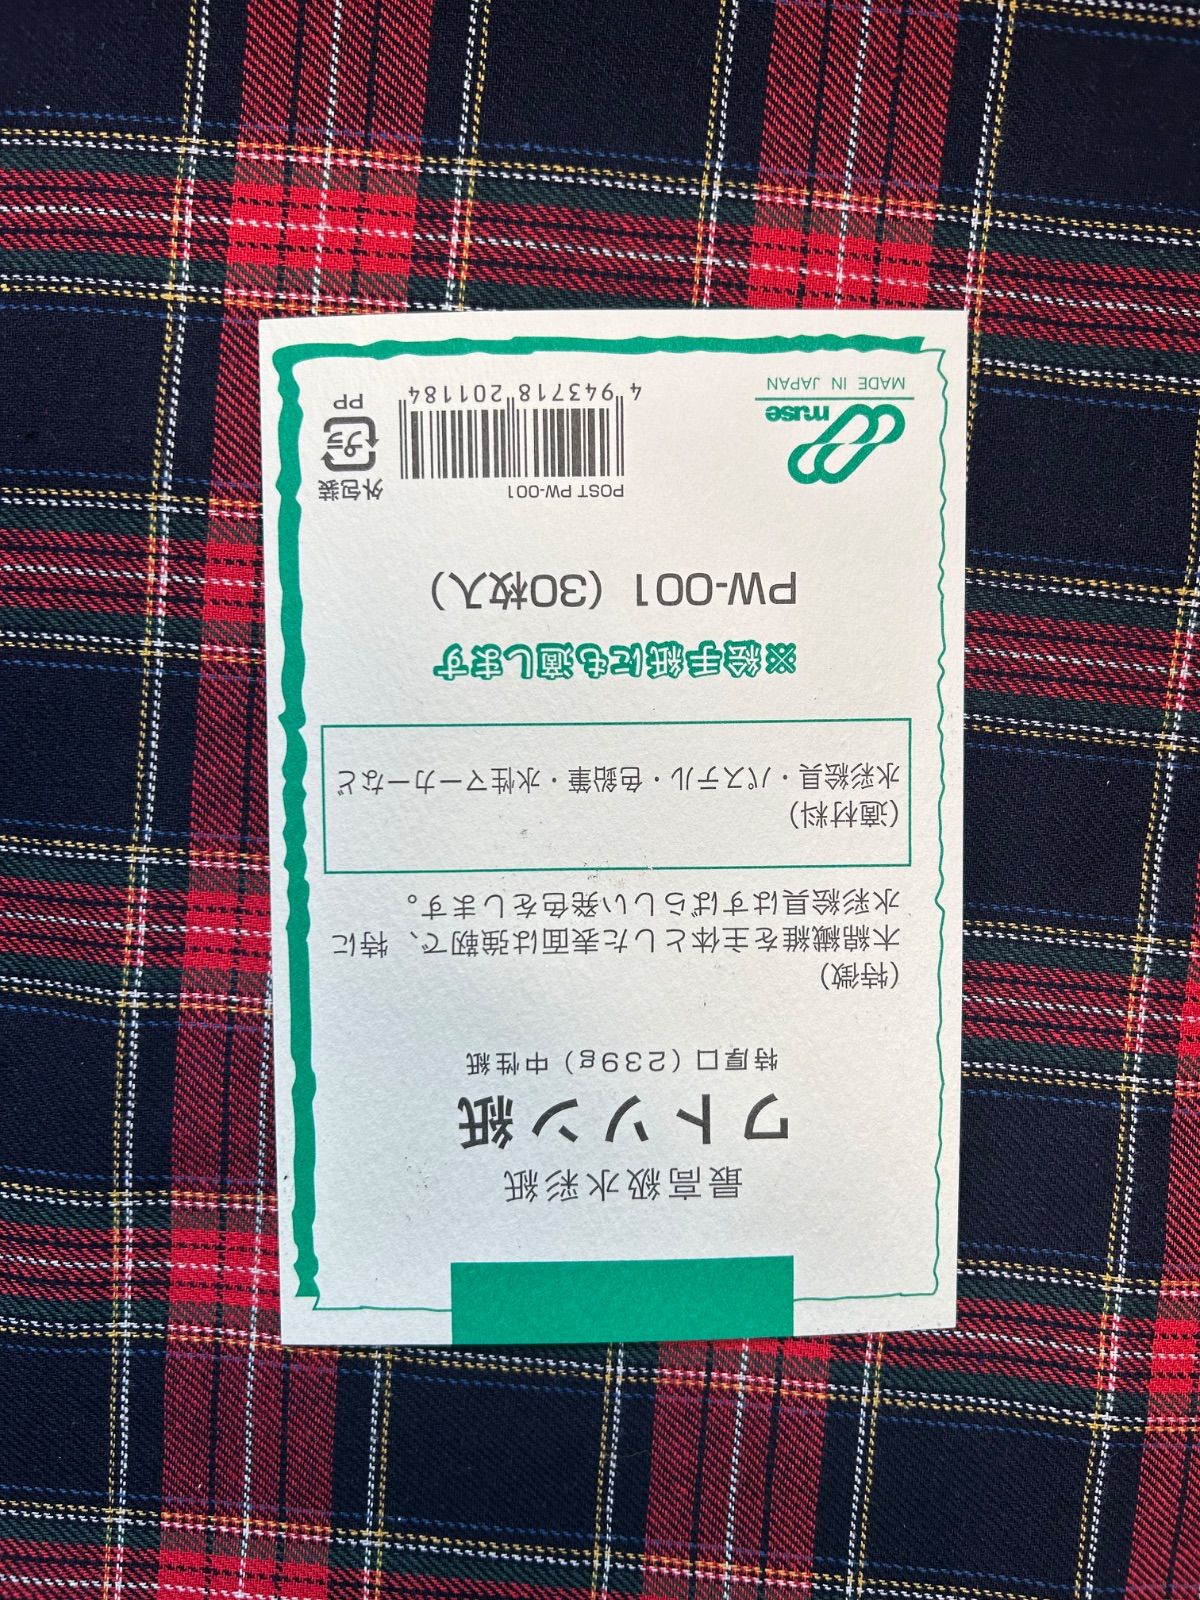 最高級水彩紙
ワトソン紙
特厚口（239g）中性紙
（特徴）
木綿繊維を主体とした表面は強靭で、特に
水彩絵具はすばらしい発色をします。
（適材料）
水彩絵具・パステル・色鉛筆・水性マーカーなど
※絵手紙にも適します
PW-001（30枚入）
muse
MADE IN JAPAN
POST PW-001
4 943718 201184
外包装
プラ
PP